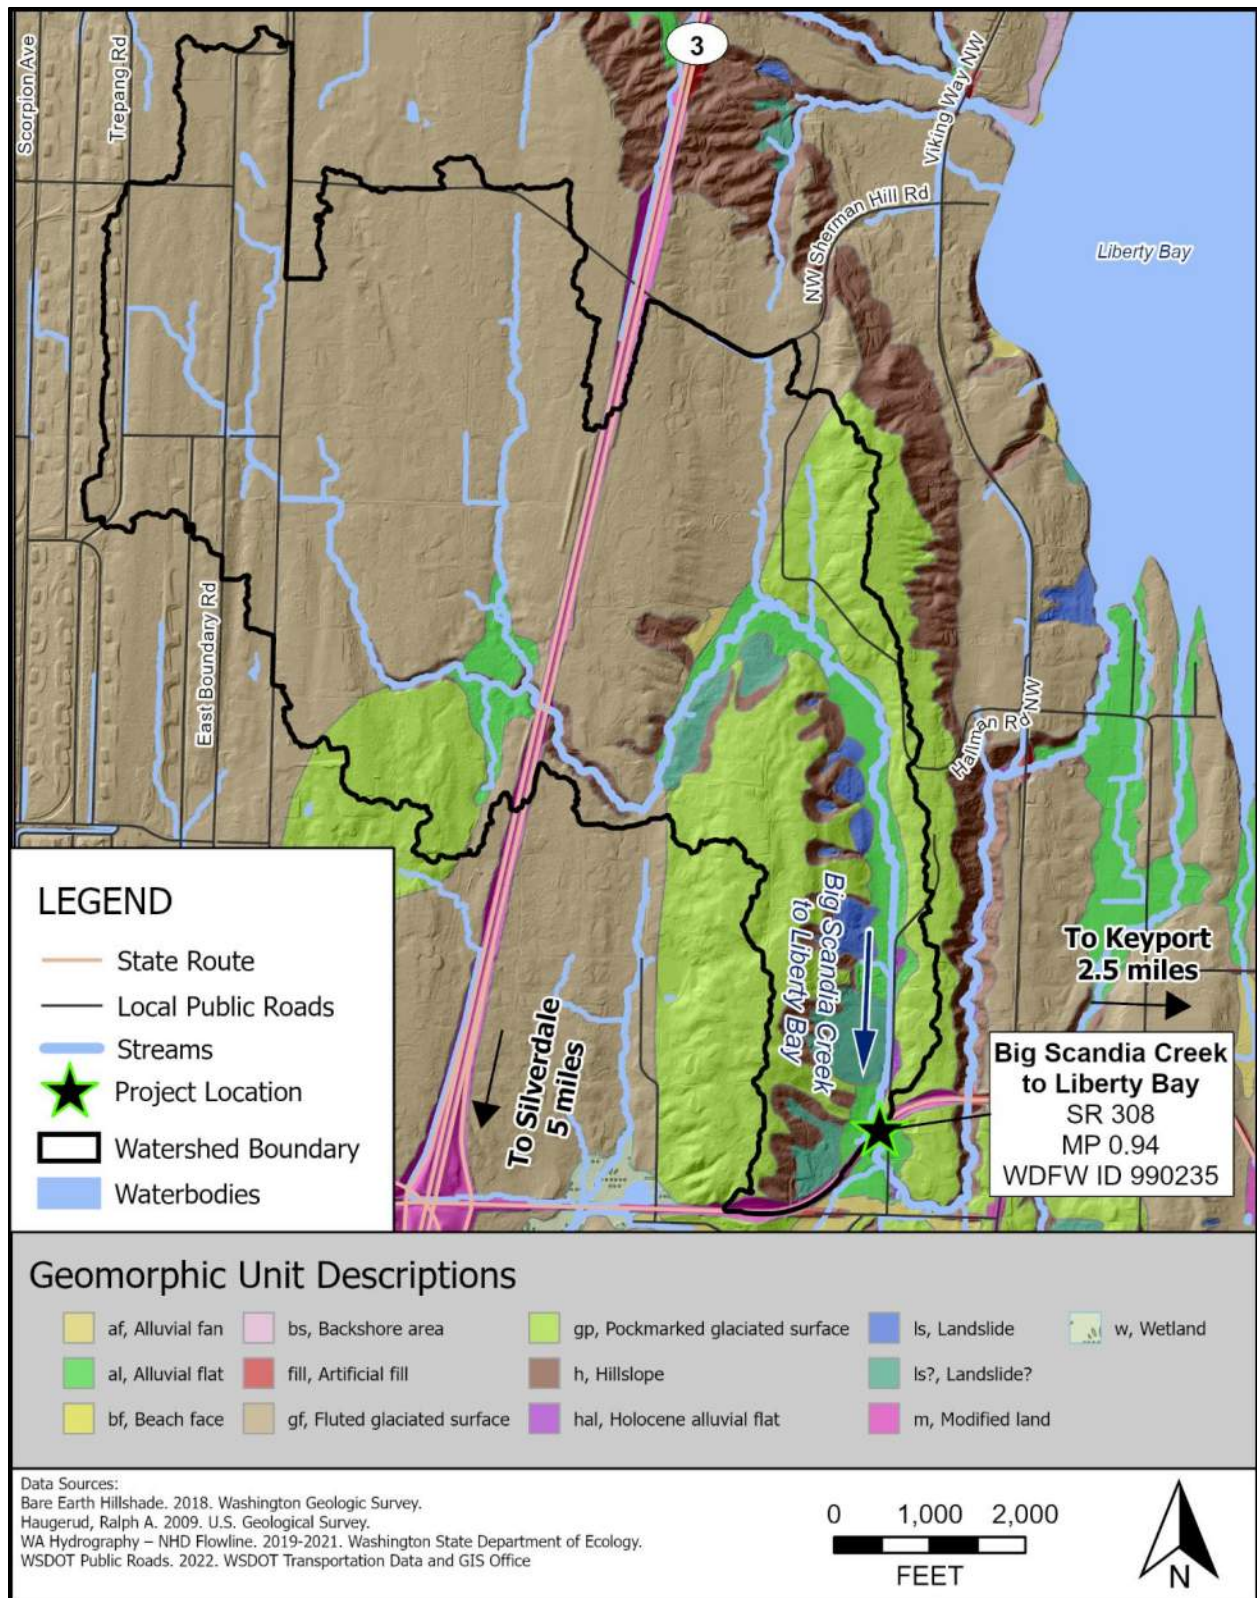 3
Scorpion Ave
Trepang Rd
Viking Way NW
NW Sherman Hill Rd
Liberty Bay
East Boundary Rd
Hallman Rd NW
Big Scandia Creek
to Liberty Bay
To Keyport
2.5 miles
To Silverdale
5 miles
Big Scandia Creek
to Liberty Bay
SR 308
MP 0.94
WDFW ID 990235
LEGEND
State Route
Local Public Roads
Streams
Project Location
Watershed Boundary
Waterbodies
Geomorphic Unit Descriptions
af, Alluvial fan
al, Alluvial flat
bf, Beach face
bs, Backshore area
fill, Artificial fill
gf, Fluted glaciated surface
gp, Pockmarked glaciated surface
h, Hillslope
hal, Holocene alluvial flat
ls, Landslide
ls?, Landslide?
m, Modified land
w, Wetland
Data Sources:
Bare Earth Hillshade. 2018. Washington Geologic Survey.
Haugerud, Ralph A. 2009. U.S. Geological Survey.
WA Hydrography – NHD Flowline. 2019-2021. Washington State Department of Ecology.
WSDOT Public Roads. 2022. WSDOT Transportation Data and GIS Office
0 1,000 2,000
FEET
N